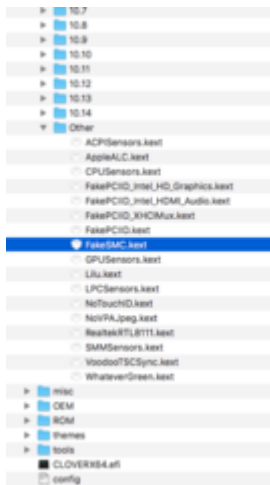 10.7
10.8
10.9
10.10
10.11
10.12
10.13
10.14
Other
ACPISensors.kext
AppleALC.kext
CPUSensors.kext
FakePCIID_Intel_HD_Graphics.kext
FakePCIID_Intel_HDMI_Audio.kext
FakePCIID_XHCIMux.kext
FakePCIID.kext
FakeSMC.kext
GPUSensors.kext
Lilu.kext
LPCSensors.kext
NoTouchID.kext
NoVPAJpeg.kext
RealtekRTL8111.kext
SMMSensors.kext
VoodooTSCSync.kext
WhateverGreen.kext
misc
OEM
ROM
themes
tools
CLOVERX64.efi
config